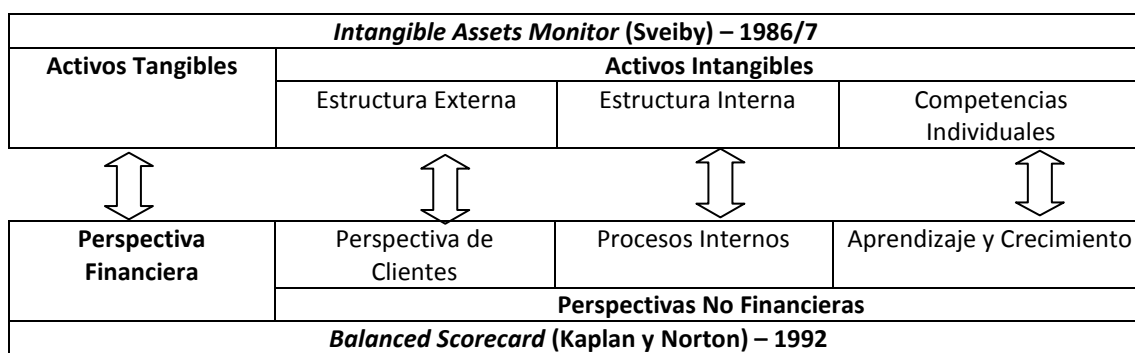 Intangible Assets Monitor (Sveiby) – 1986/7
Activos Tangibles
Activos Intangibles
Estructura Externa
Estructura Interna
Competencias
Individuales
Perspectiva
Financiera
Perspectiva de
Clientes
Procesos Internos
Aprendizaje y Crecimiento
Perspectivas No Financieras
Balanced Scorecard (Kaplan y Norton) – 1992